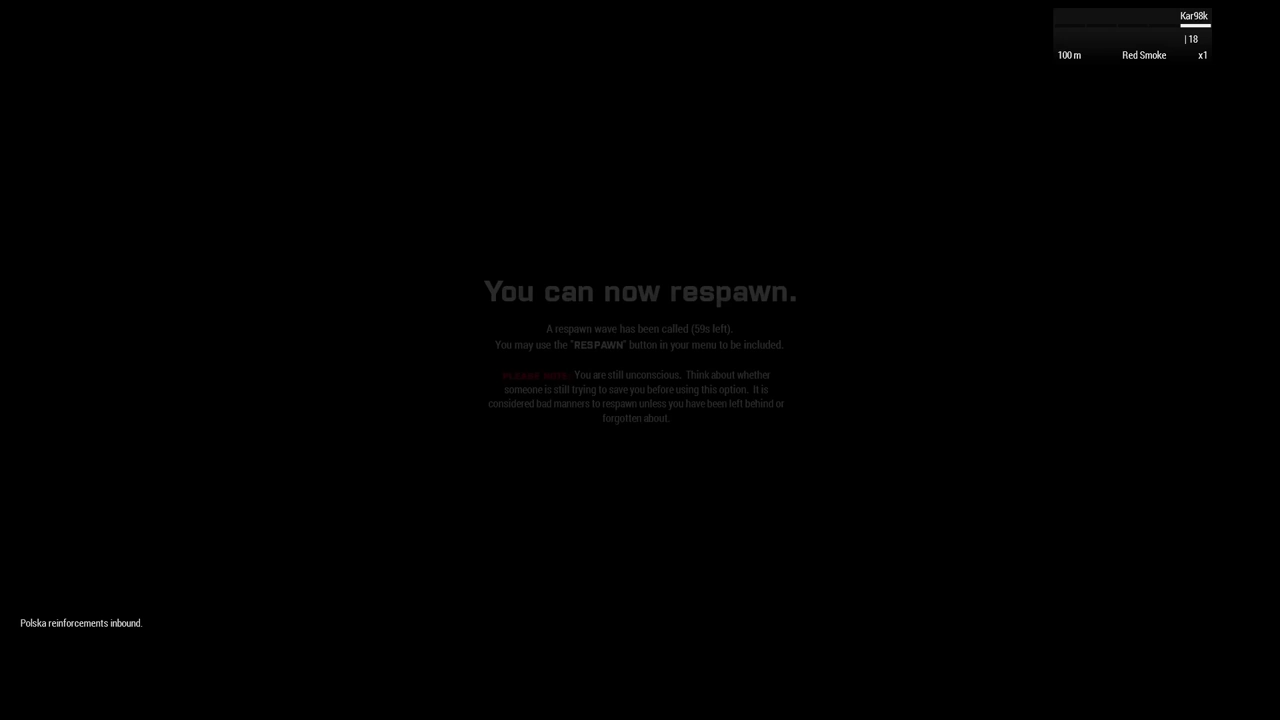 Kar98k
| 18
100 m Red Smoke x1
You can now respawn.
A respawn wave has been called (59s left).
You may use the "RESPAWN" button in your menu to be included.
PLEASE NOTE: You are still unconscious. Think about whether
someone is still trying to save you before using this option. It is
considered bad manners to respawn unless you have been left behind or
forgotten about.
Polska reinforcements inbound.